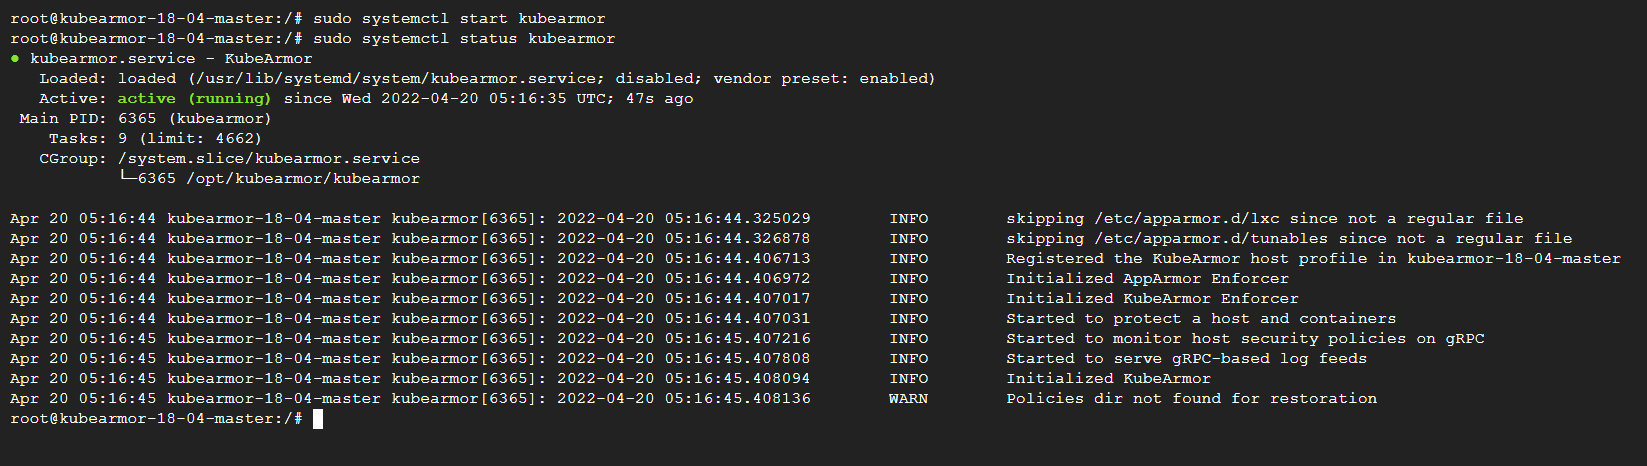 root@kubearmor-18-04-master:/# sudo systemctl start kubearmor
root@kubearmor-18-04-master:/# sudo systemctl status kubearmor
● kubearmor.service - KubeArmor
   Loaded: loaded (/usr/lib/systemd/system/kubearmor.service; disabled; vendor preset: enabled)
   Active: active (running) since Wed 2022-04-20 05:16:35 UTC; 47s ago
 Main PID: 6365 (kubearmor)
    Tasks: 9 (limit: 4662)
   CGroup: /system.slice/kubearmor.service
           └─6365 /opt/kubearmor/kubearmor

Apr 20 05:16:44 kubearmor-18-04-master kubearmor[6365]: 2022-04-20 05:16:44.325029        INFO        skipping /etc/apparmor.d/lxc since not a regular file
Apr 20 05:16:44 kubearmor-18-04-master kubearmor[6365]: 2022-04-20 05:16:44.326878        INFO        skipping /etc/apparmor.d/tunables since not a regular file
Apr 20 05:16:44 kubearmor-18-04-master kubearmor[6365]: 2022-04-20 05:16:44.406713        INFO        Registered the KubeArmor host profile in kubearmor-18-04-master
Apr 20 05:16:44 kubearmor-18-04-master kubearmor[6365]: 2022-04-20 05:16:44.406972        INFO        Initialized AppArmor Enforcer
Apr 20 05:16:44 kubearmor-18-04-master kubearmor[6365]: 2022-04-20 05:16:44.407017        INFO        Initialized KubeArmor Enforcer
Apr 20 05:16:44 kubearmor-18-04-master kubearmor[6365]: 2022-04-20 05:16:44.407031        INFO        Started to protect a host and containers
Apr 20 05:16:45 kubearmor-18-04-master kubearmor[6365]: 2022-04-20 05:16:45.407216        INFO        Started to monitor host security policies on gRPC
Apr 20 05:16:45 kubearmor-18-04-master kubearmor[6365]: 2022-04-20 05:16:45.407808        INFO        Started to serve gRPC-based log feeds
Apr 20 05:16:45 kubearmor-18-04-master kubearmor[6365]: 2022-04-20 05:16:45.408094        INFO        Initialized KubeArmor
Apr 20 05:16:45 kubearmor-18-04-master kubearmor[6365]: 2022-04-20 05:16:45.408136        WARN        Policies dir not found for restoration
root@kubearmor-18-04-master:/#